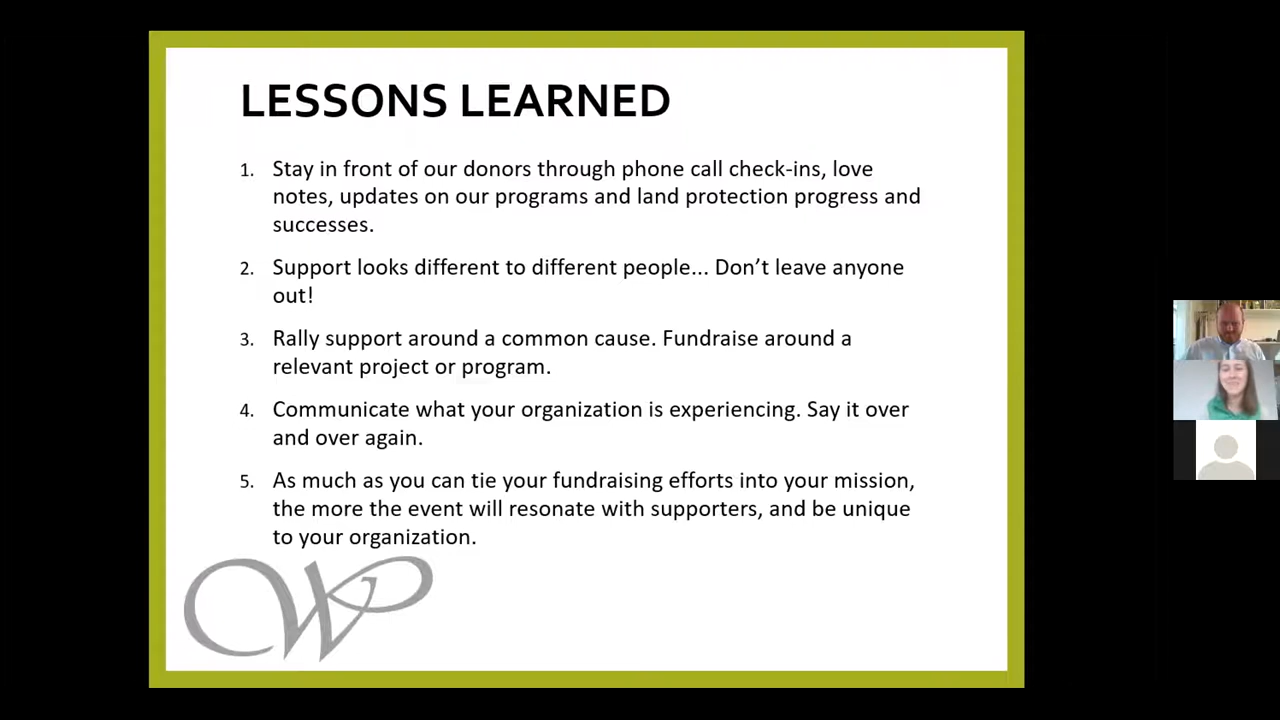 LESSONS LEARNED
1. Stay in front of our donors through phone call check-ins, love
notes, updates on our programs and land protection progress and
successes.
2. Support looks different to different people... Don’t leave anyone
out!
3. Rally support around a common cause. Fundraise around a
relevant project or program.
4. Communicate what your organization is experiencing. Say it over
and over again.
5. As much as you can tie your fundraising efforts into your mission,
the more the event will resonate with supporters, and be unique
to your organization.
W